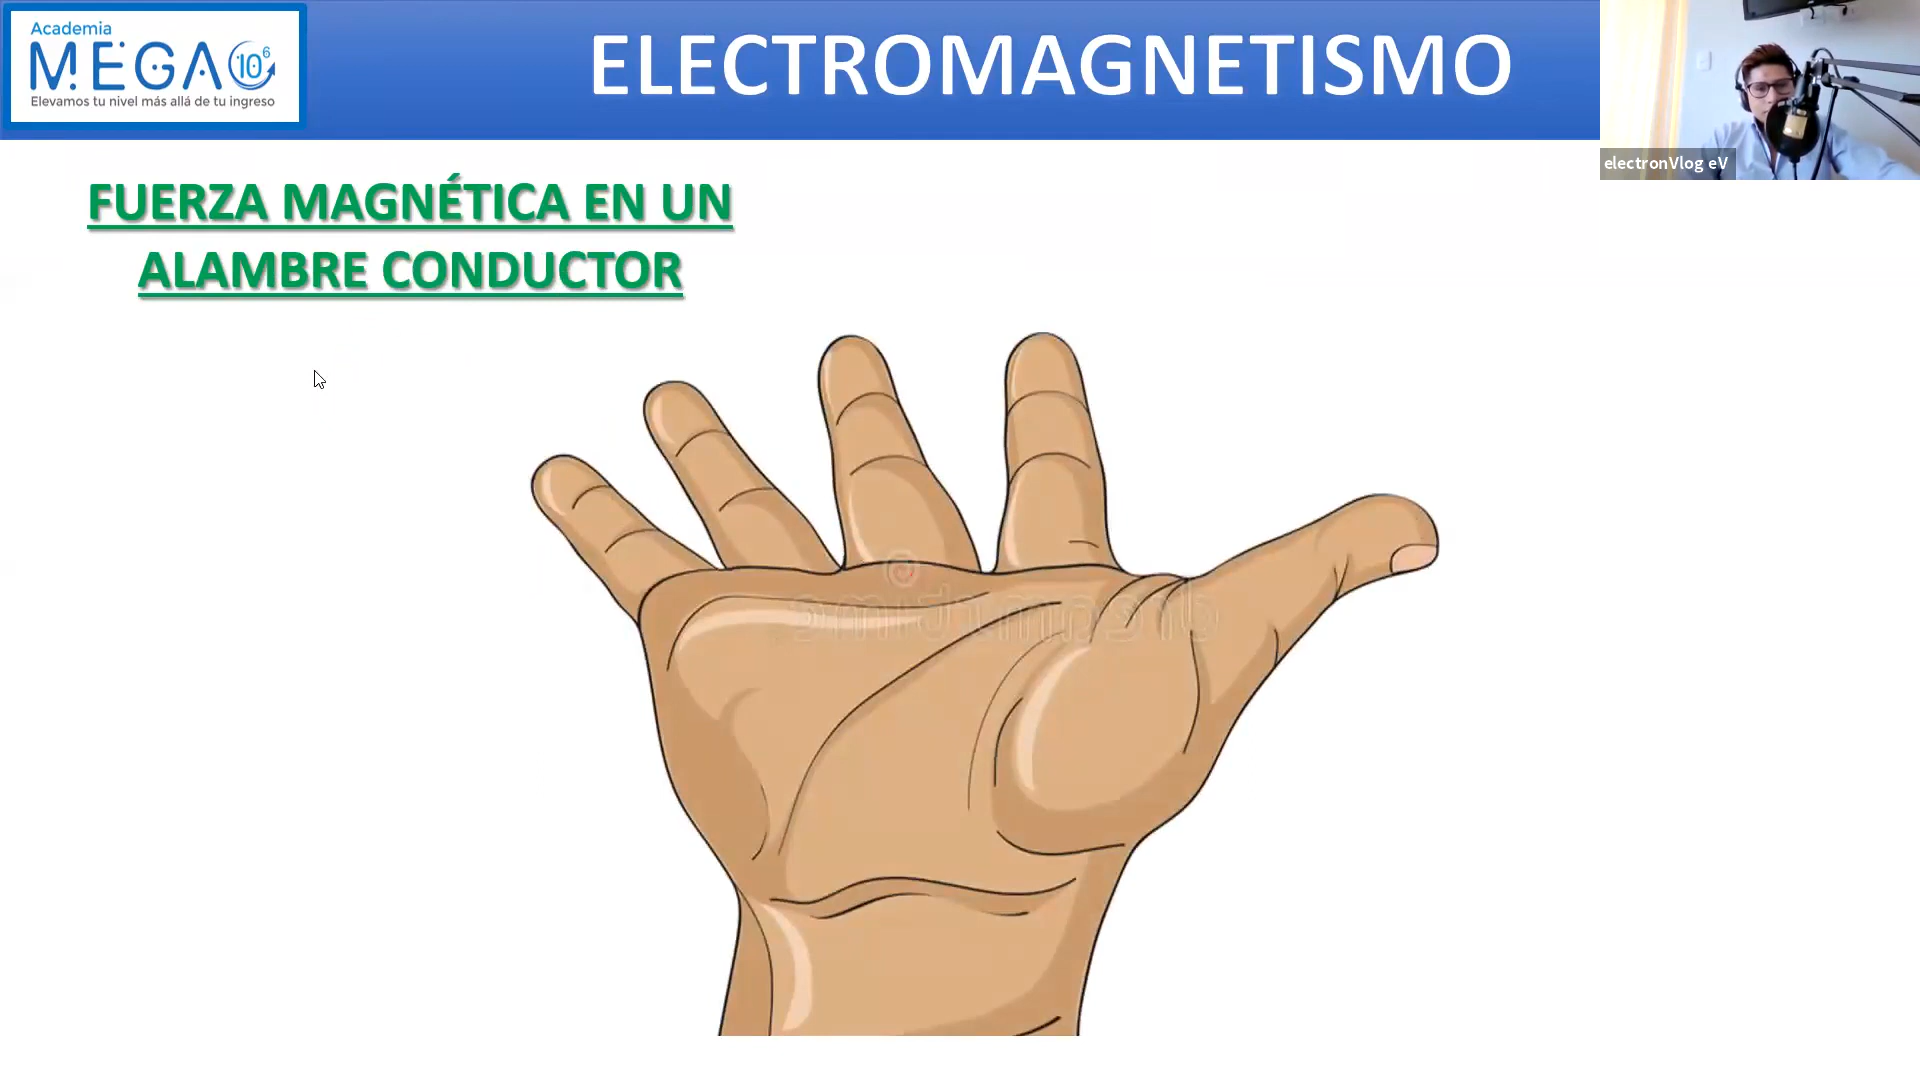 Academia
MEGA 10⁶
Elevamos tu nivel más allá de tu ingreso
ELECTROMAGNETISMO
electronVlog eV
FUERZA MAGNÉTICA EN UN
ALAMBRE CONDUCTOR